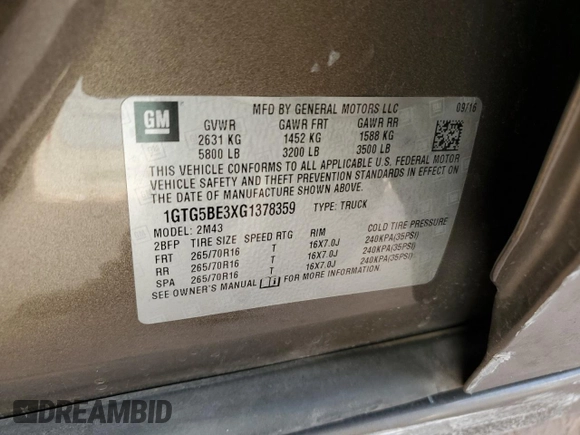 GM
MFD BY GENERAL MOTORS LLC
09/16
GVWR GAWR FRT GAWR RR
2631 KG 1452 KG 1588 KG
5800 LB 3200 LB 3500 LB
THIS VEHICLE CONFORMS TO ALL APPLICABLE U.S. FEDERAL MOTOR
VEHICLE SAFETY AND THEFT PREVENTION STANDARDS IN EFFECT ON
THE DATE OF MANUFACTURE SHOWN ABOVE.
1GTG5BE3XG1378359 TYPE: TRUCK
MODEL: 2M43
2BFP TIRE SIZE SPEED RTG RIM COLD TIRE PRESSURE
FRT 265/70R16 T 16X7.0J 240KPA(35PSI)
RR 265/70R16 T 16X7.0J 240KPA(35PSI)
SPA 265/70R16 T 16X7.0J 240KPA(35PSI)
SEE OWNER'S MANUAL FOR MORE INFORMATION
DREAMBID